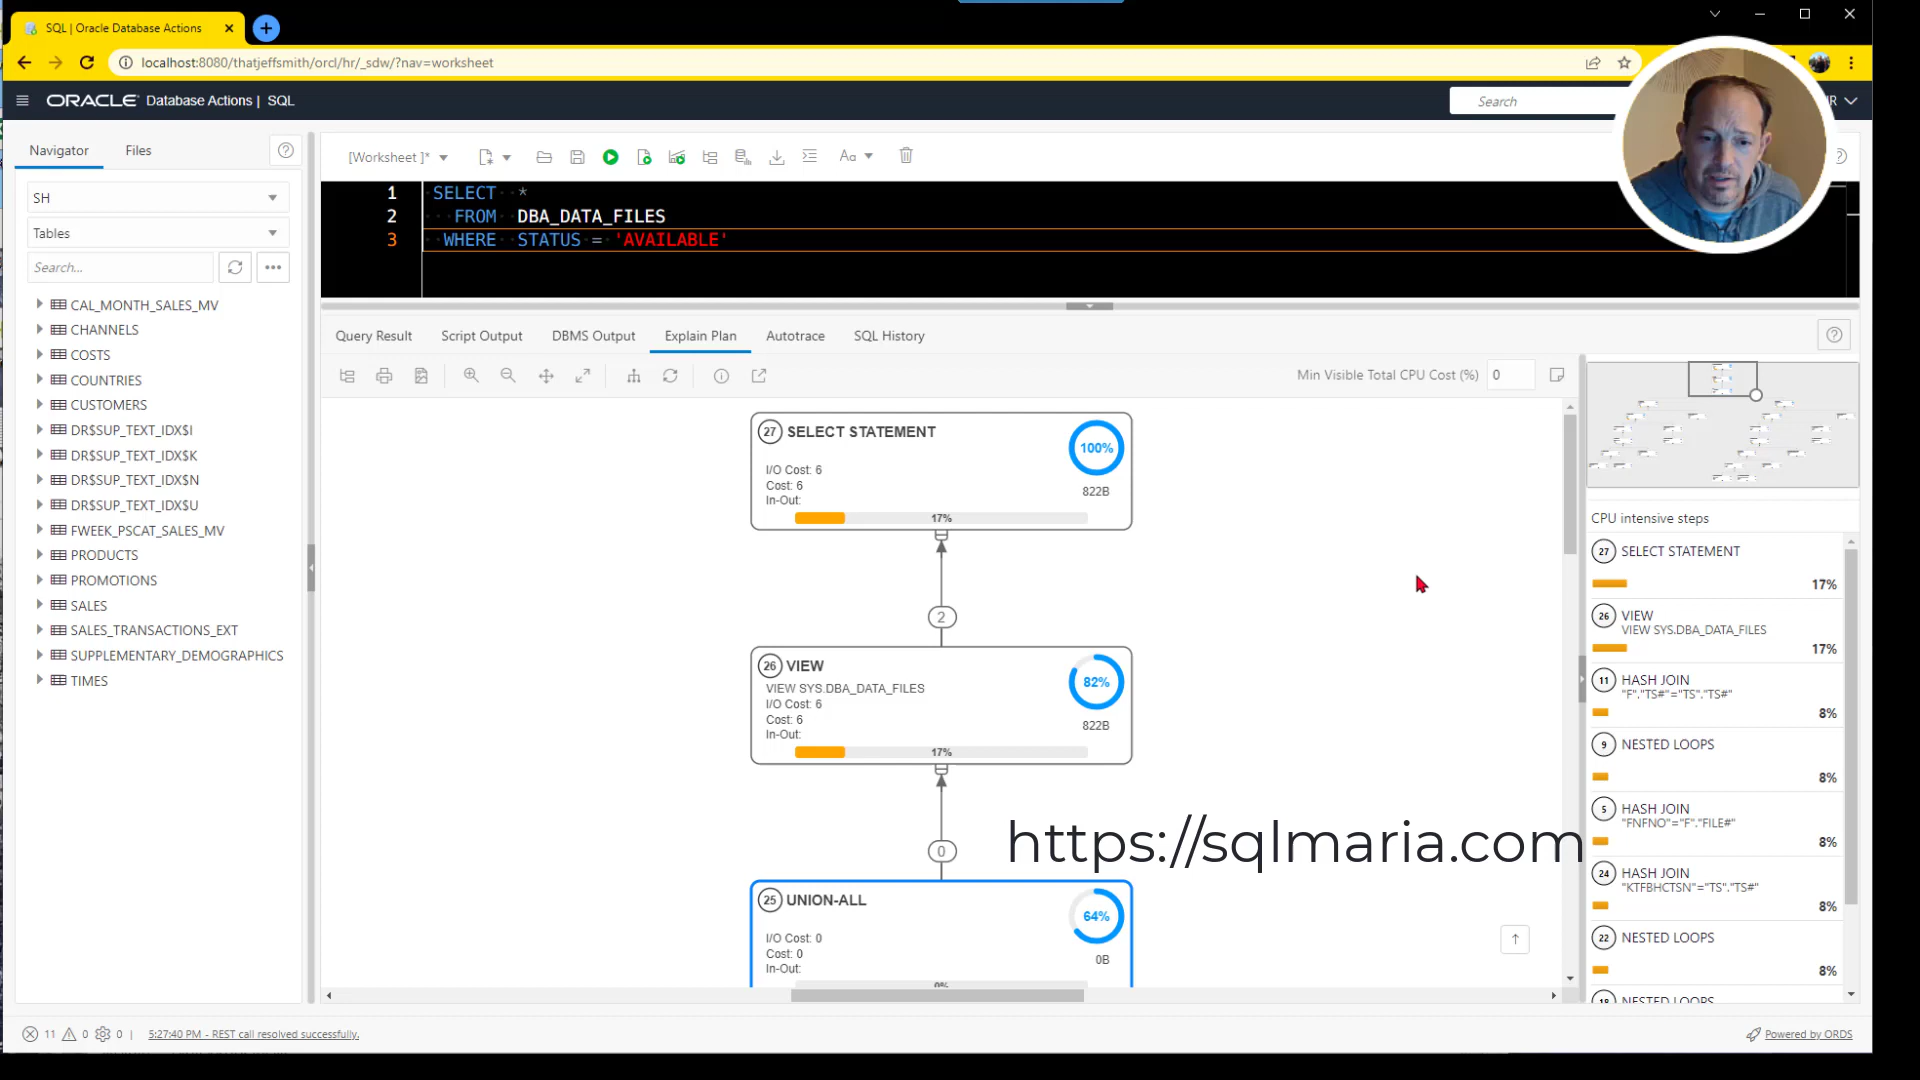 SQL | Oracle Database Actions
localhost:8080/thatjeffsmith/orcl/hr/_sdw/?nav=worksheet
ORACLE Database Actions | SQL
Search
Navigator
Files
SH
Tables
Search...
CAL_MONTH_SALES_MV
CHANNELS
COSTS
COUNTRIES
CUSTOMERS
DR$SUP_TEXT_IDX$I
DR$SUP_TEXT_IDX$K
DR$SUP_TEXT_IDX$N
DR$SUP_TEXT_IDX$U
FWEEK_PSCAT_SALES_MV
PRODUCTS
PROMOTIONS
SALES
SALES_TRANSACTIONS_EXT
SUPPLEMENTARY_DEMOGRAPHICS
TIMES
[Worksheet ]*
Aa
1 SELECT *
2 FROM DBA_DATA_FILES
3 WHERE STATUS = 'AVAILABLE'
Query Result
Script Output
DBMS Output
Explain Plan
Autotrace
SQL History
Min Visible Total CPU Cost (%) 0
27 SELECT STATEMENT
100%
I/O Cost: 6
Cost: 6
822B
In-Out:
17%
2
26 VIEW
82%
VIEW SYS.DBA_DATA_FILES
I/O Cost: 6
Cost: 6
822B
In-Out:
17%
0
https://sqlmaria.com
25 UNION-ALL
64%
I/O Cost: 0
Cost: 0
0B
In-Out:
0%
CPU intensive steps
27 SELECT STATEMENT
17%
26 VIEW
VIEW SYS.DBA_DATA_FILES
17%
11 HASH JOIN
"F"."TS#"="TS"."TS#"
8%
9 NESTED LOOPS
8%
5 HASH JOIN
"FNFNO"="F"."FILE#"
8%
24 HASH JOIN
"KTFBHCTSN"="TS"."TS#"
8%
22 NESTED LOOPS
8%
18 NESTED LOOPS
11 0 0 | 5:27:40 PM - REST call resolved successfully.
Powered by ORDS